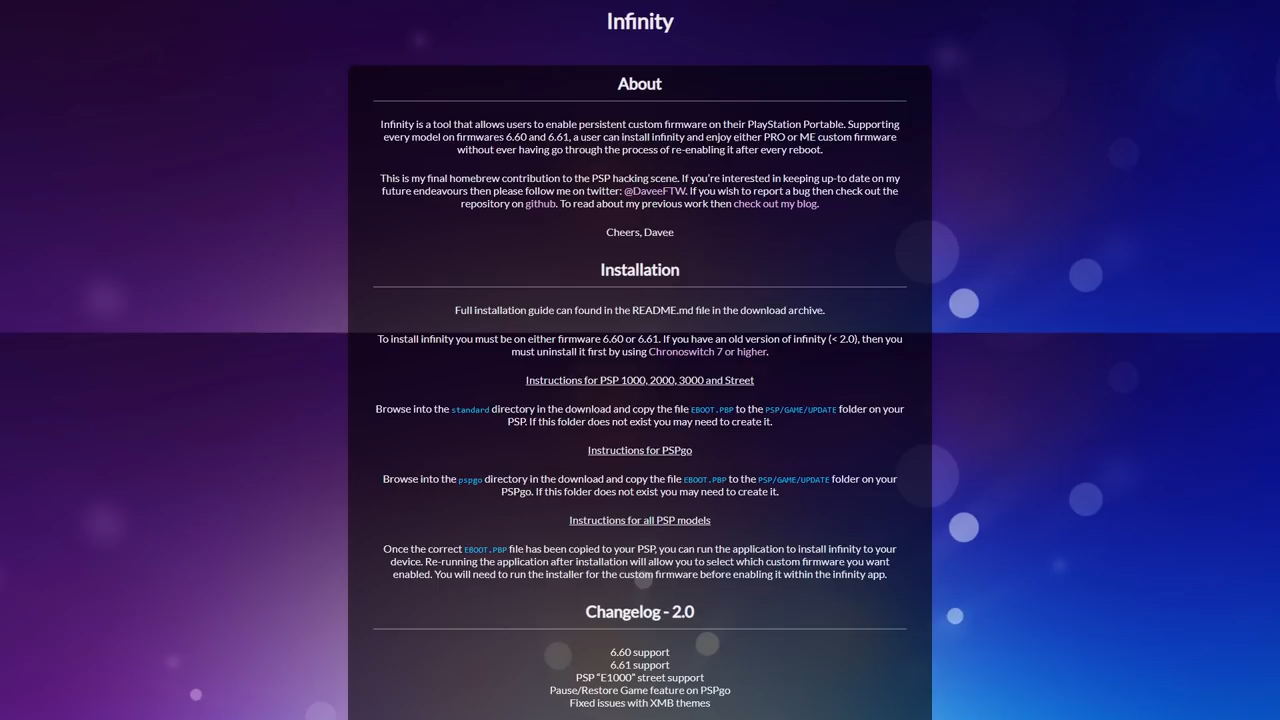 Infinity
About
Infinity is a tool that allows users to enable persistent custom firmware on their PlayStation Portable. Supporting
every model on firmwares 6.60 and 6.61, a user can install infinity and enjoy either PRO or ME custom firmware
without ever having go through the process of re-enabling it after every reboot.
This is my final homebrew contribution to the PSP hacking scene. If you're interested in keeping up-to date on my
future endeavours then please follow me on twitter: @DaveeFTW. If you wish to report a bug then check out the
repository on github. To read about my previous work then check out my blog.
Cheers, Davee
Installation
Full installation guide can found in the README.md file in the download archive.
To install infinity you must be on either firmware 6.60 or 6.61. If you have an old version of infinity (< 2.0), then you
must uninstall it first by using Chronoswitch 7 or higher.
Instructions for PSP 1000, 2000, 3000 and Street
Browse into the standard directory in the download and copy the file EBOOT.PBP to the PSP/GAME/UPDATE folder on your
PSP. If this folder does not exist you may need to create it.
Instructions for PSPgo
Browse into the pspgo directory in the download and copy the file EBOOT.PBP to the PSP/GAME/UPDATE folder on your
PSPgo. If this folder does not exist you may need to create it.
Instructions for all PSP models
Once the correct EBOOT.PBP file has been copied to your PSP, you can run the application to install infinity to your
device. Re-running the application after installation will allow you to select which custom firmware you want
enabled. You will need to run the installer for the custom firmware before enabling it within the infinity app.
Changelog - 2.0
6.60 support
6.61 support
PSP “E1000” street support
Pause/Restore Game feature on PSPgo
Fixed issues with XMB themes